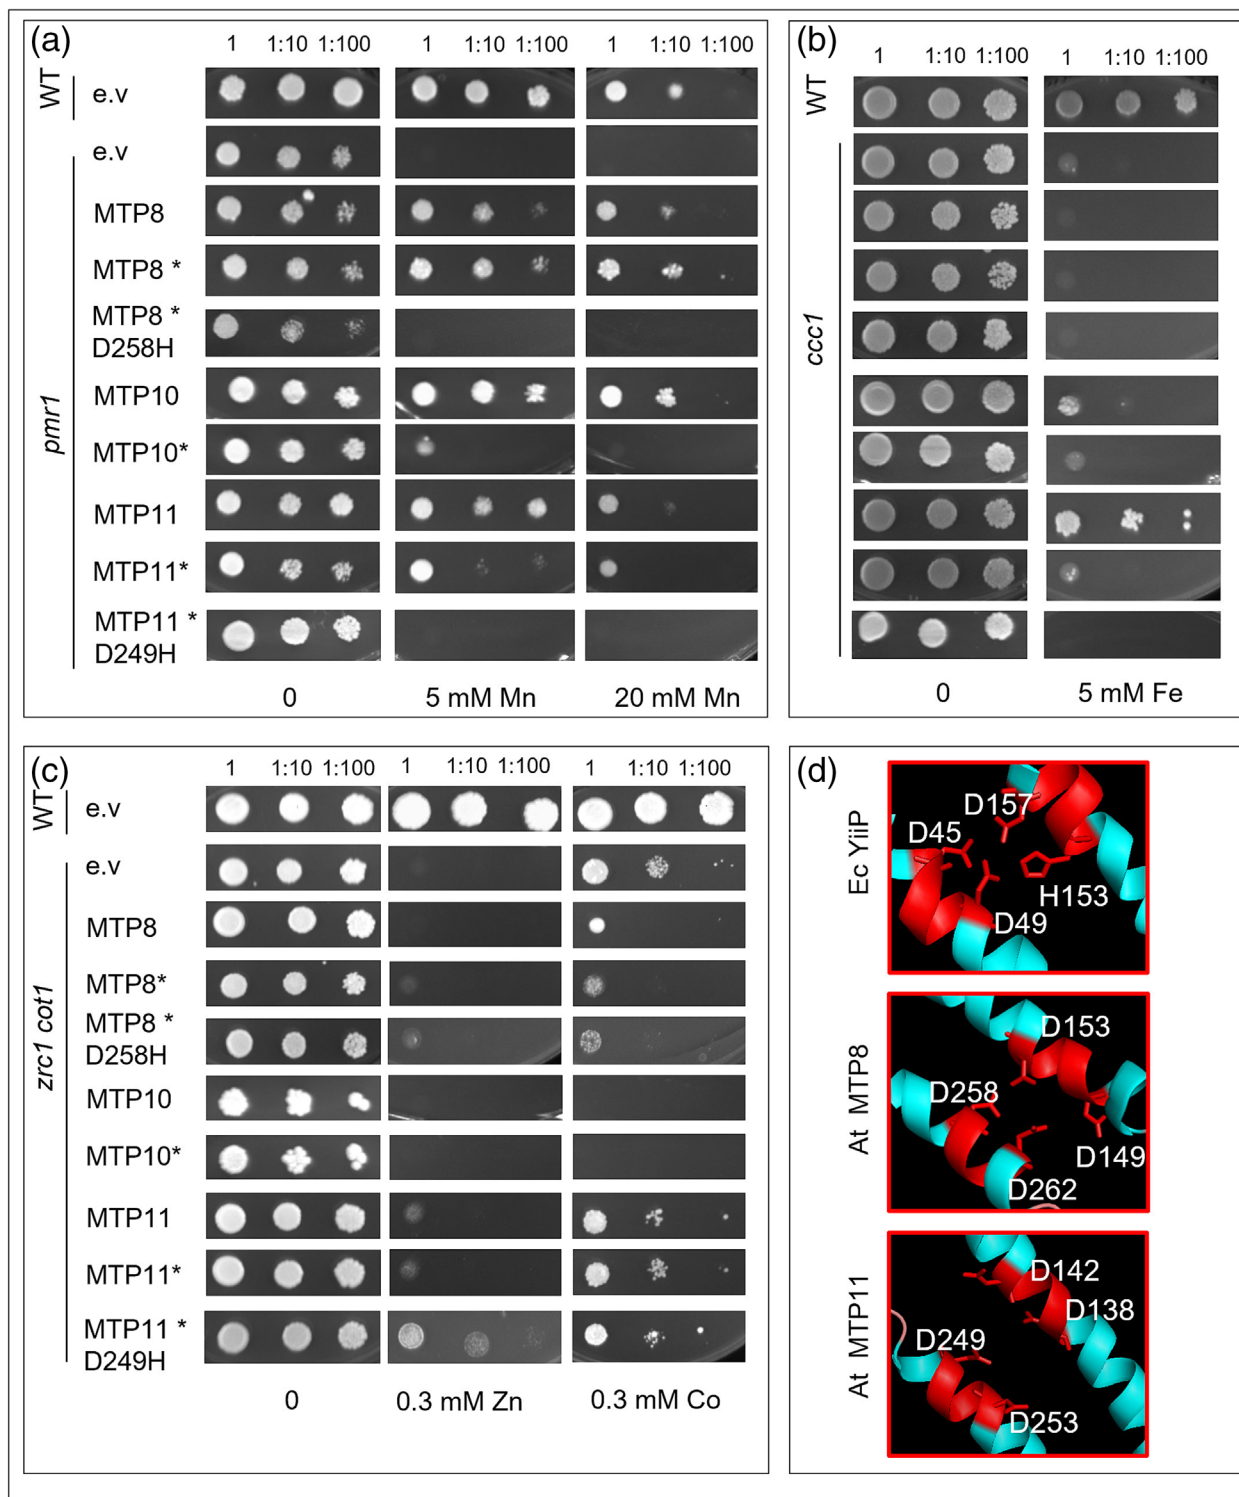 (a)
1 1:10 1:100 1 1:10 1:100 1 1:10 1:100
WT
e.v
pmr1
e.v
MTP8
MTP8 *
MTP8 *
D258H
MTP10
MTP10*
MTP11
MTP11*
MTP11 *
D249H
0 5 mM Mn 20 mM Mn
(b)
1 1:10 1:100 1 1:10 1:100
WT
ccc1
0 5 mM Fe
(c)
1 1:10 1:100 1 1:10 1:100 1 1:10 1:100
WT
e.v
zrc1 cot1
e.v
MTP8
MTP8*
MTP8 *
D258H
MTP10
MTP10*
MTP11
MTP11*
MTP11 *
D249H
0 0.3 mM Zn 0.3 mM Co
(d)
Ec YiiP
D157
D45
H153
D49
At MTP8
D153
D258
D149
D262
At MTP11
D142
D138
D249
D253